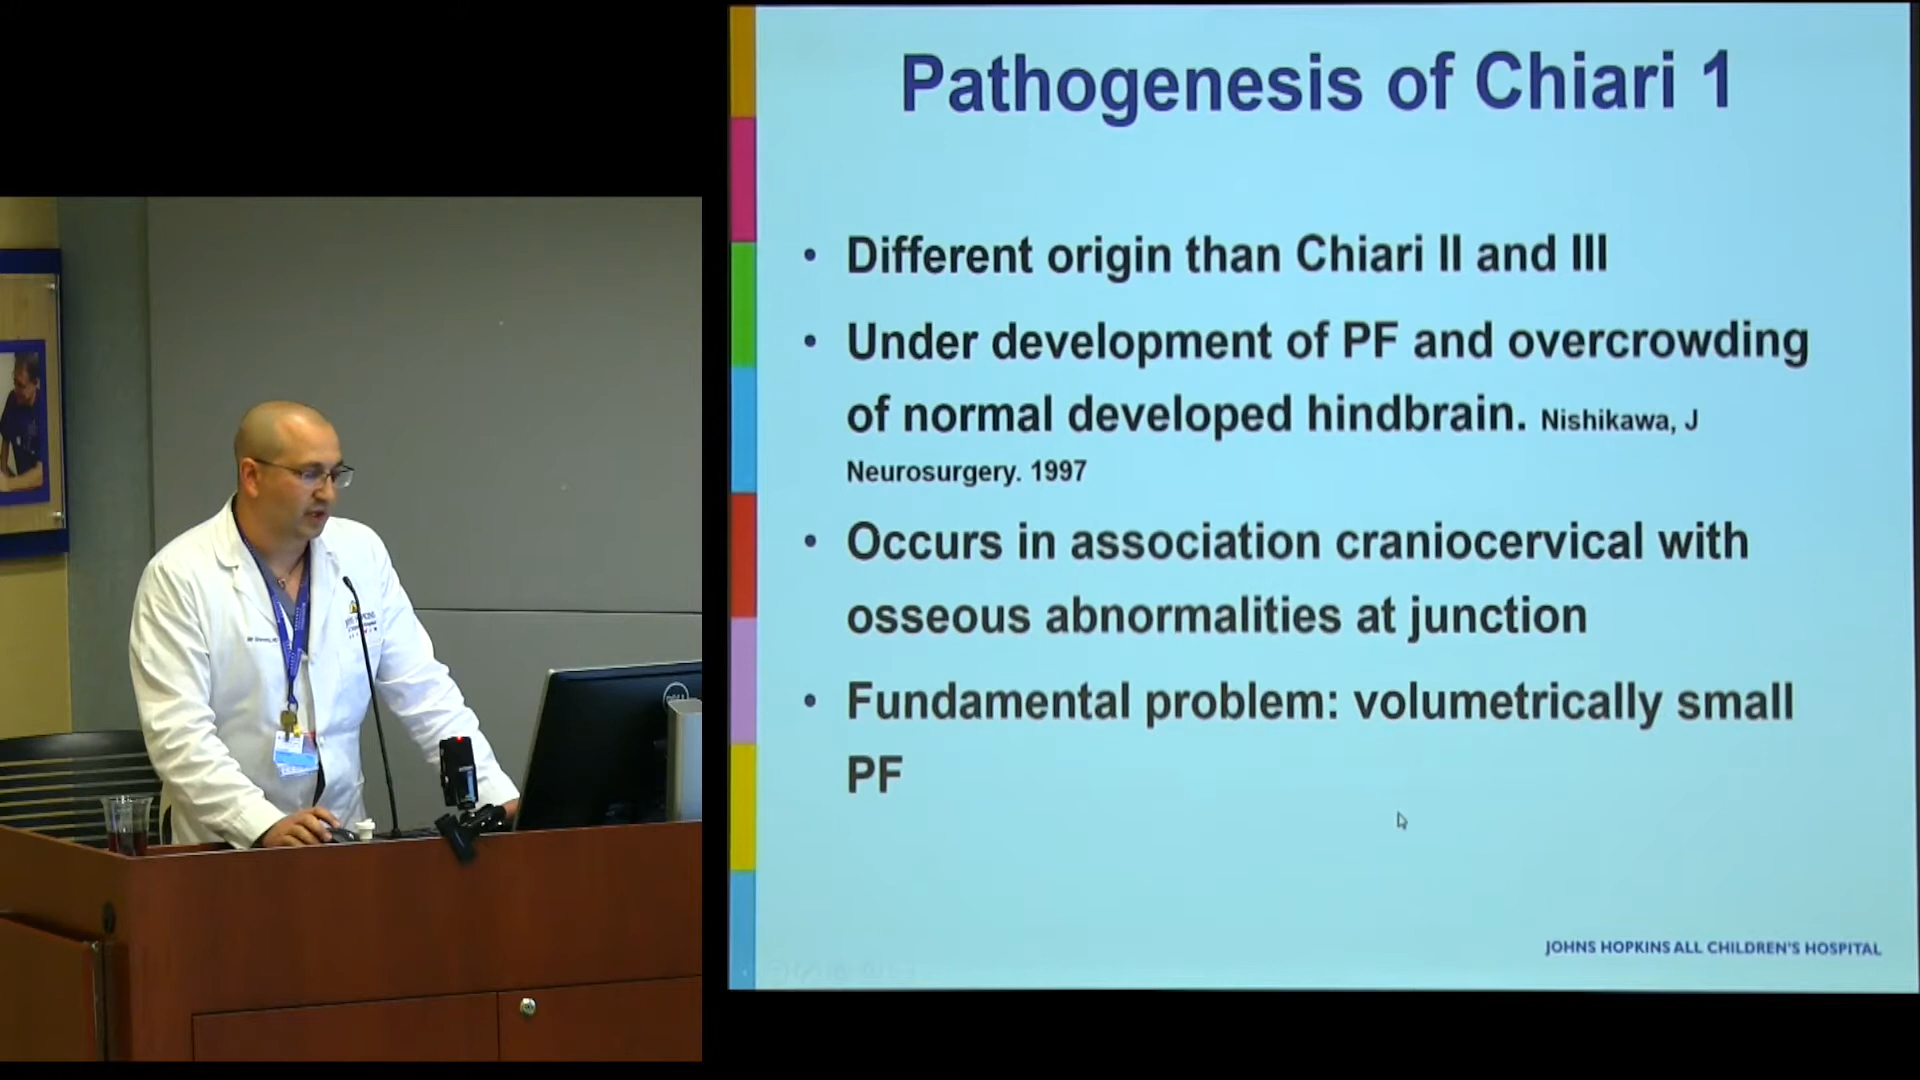 Pathogenesis of Chiari 1
• Different origin than Chiari II and III
• Under development of PF and overcrowding
of normal developed hindbrain. Nishikawa, J
Neurosurgery. 1997
• Occurs in association craniocervical with
osseous abnormalities at junction
• Fundamental problem: volumetrically small
PF
JOHNS HOPKINS ALL CHILDREN'S HOSPITAL
DELL